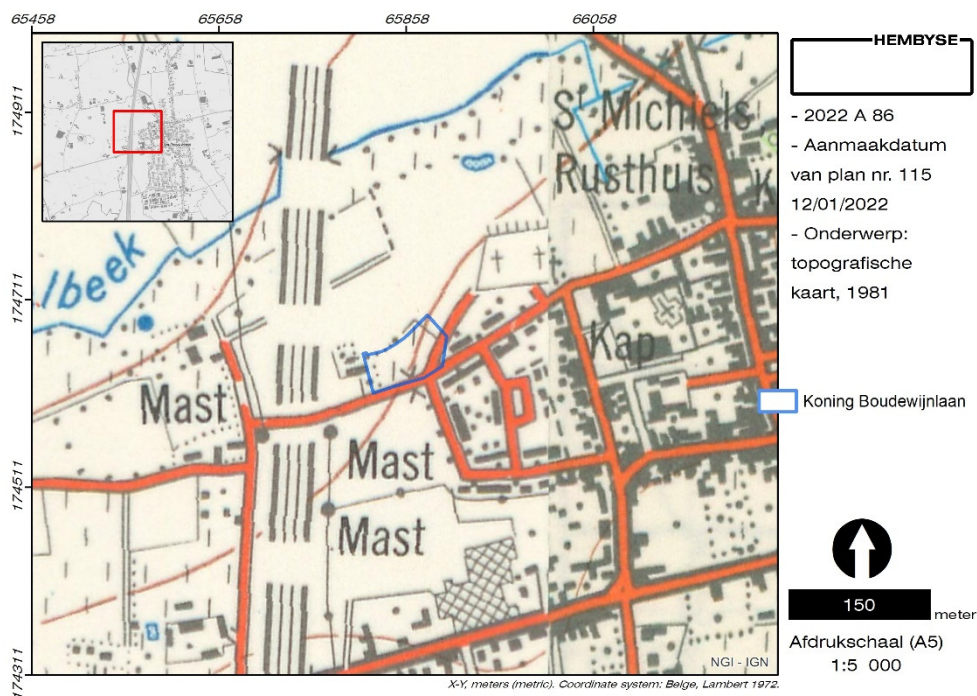 65458
65658
65858
66058
174911
174711
174511
174311
lbeek
St Michiels
Rusthuis
K
Kap
Mast
Mast
Mast
NGI - IGN
X-Y, meters (metric). Coordinate system: Belge, Lambert 1972.
HEMBYSE
- 2022 A 86
- Aanmaakdatum
van plan nr. 115
12/01/2022
- Onderwerp:
topografische
kaart, 1981
Koning Boudewijnlaan
150
meter
Afdrukschaal (A5)
1:5 000